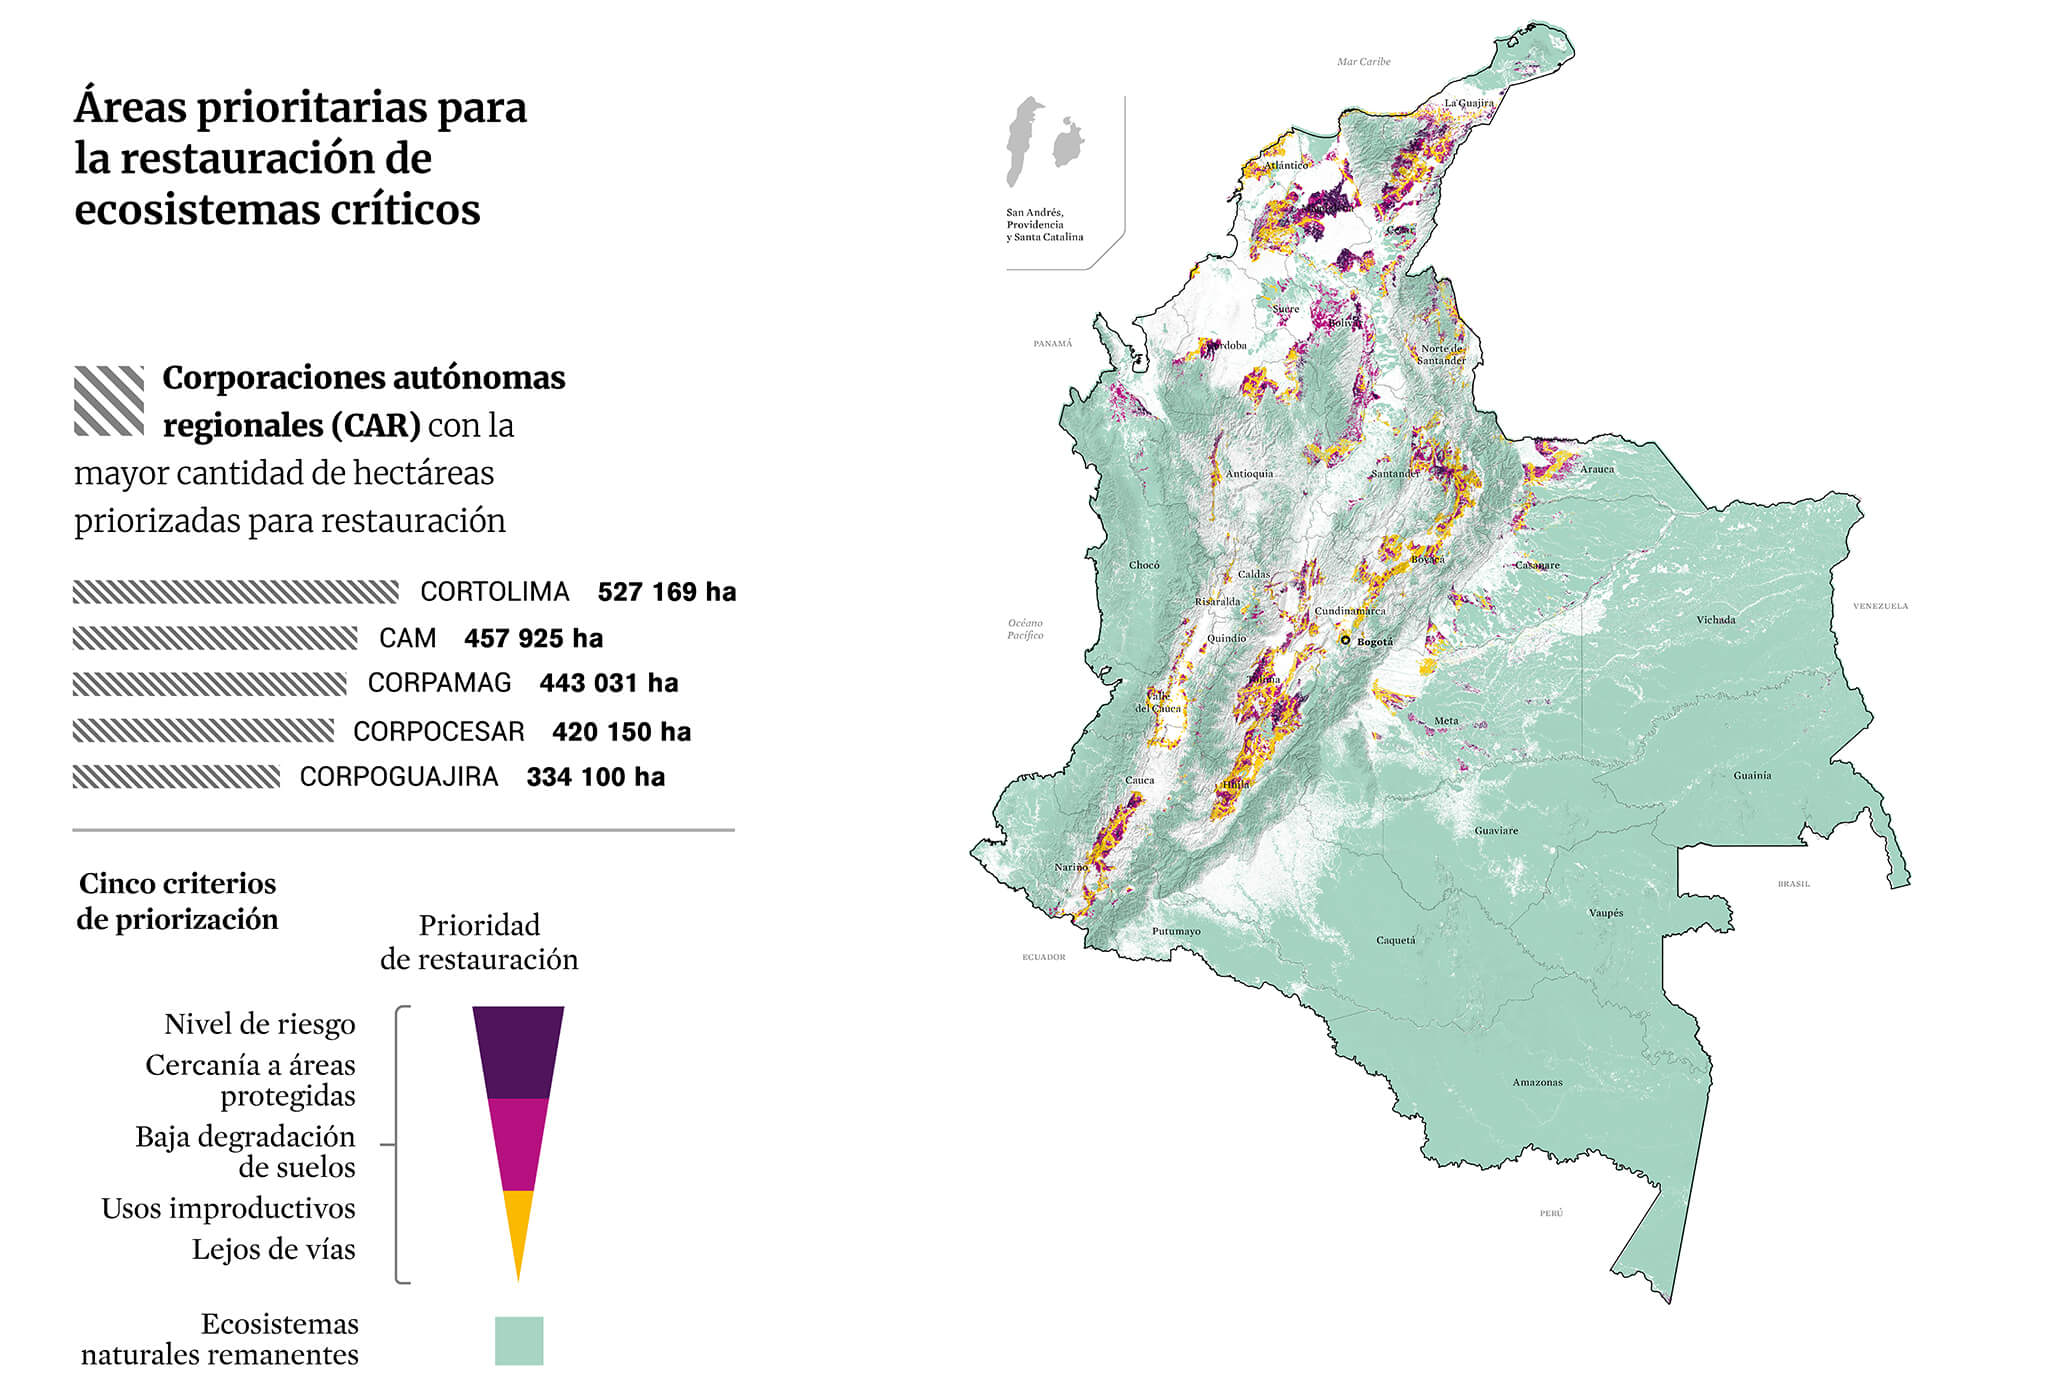 Áreas prioritarias para
la restauración de
ecosistemas críticos
Corporaciones autónomas
regionales (CAR) con la
mayor cantidad de hectáreas
priorizadas para restauración
CORTOLIMA 527 169 ha
CAM 457 925 ha
CORPAMAG 443 031 ha
CORPOCESAR 420 150 ha
CORPOGUAJIRA 334 100 ha
Cinco criterios
de priorización
Prioridad
de restauración
Nivel de riesgo
Cercanía a áreas
protegidas
Baja degradación
de suelos
Usos improductivos
Lejos de vías
Ecosistemas
naturales remanentes
Mar Caribe
San Andrés,
Providencia
y Santa Catalina
La Guajira
Atlántico
Cesar
Sucre
Bolívar
PANAMÁ
Córdoba
Norte de
Santander
Antioquia
Santander
Arauca
Chocó
Caldas
Boyacá
Casanare
Risaralda
Cundinamarca
VENEZUELA
Océano
Pacífico
Quindío
Bogotá
Vichada
Tolima
Valle
del Cauca
Meta
Cauca
Huila
Guainía
Guaviare
Nariño
BRASIL
Putumayo
Caquetá
Vaupés
ECUADOR
Amazonas
PERÚ